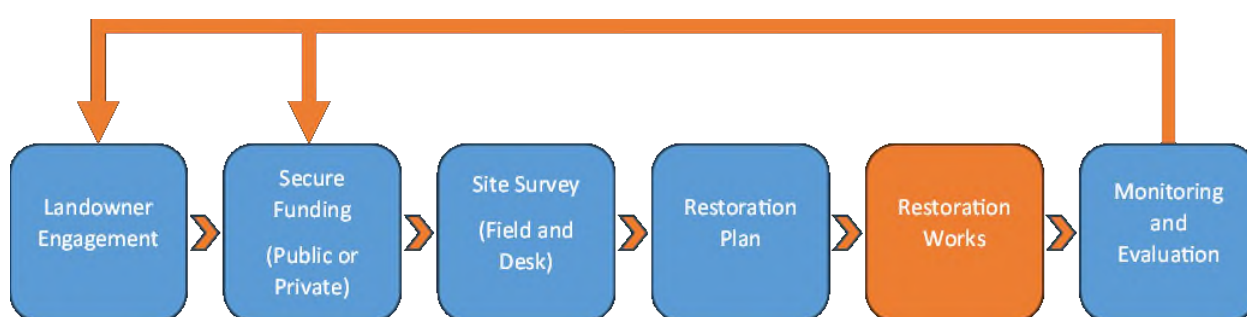 Landowner
Engagement
Secure
Funding
(Public or
Private)
Site Survey
(Field and
Desk)
Restoration
Plan
Restoration
Works
Monitoring
and
Evaluation